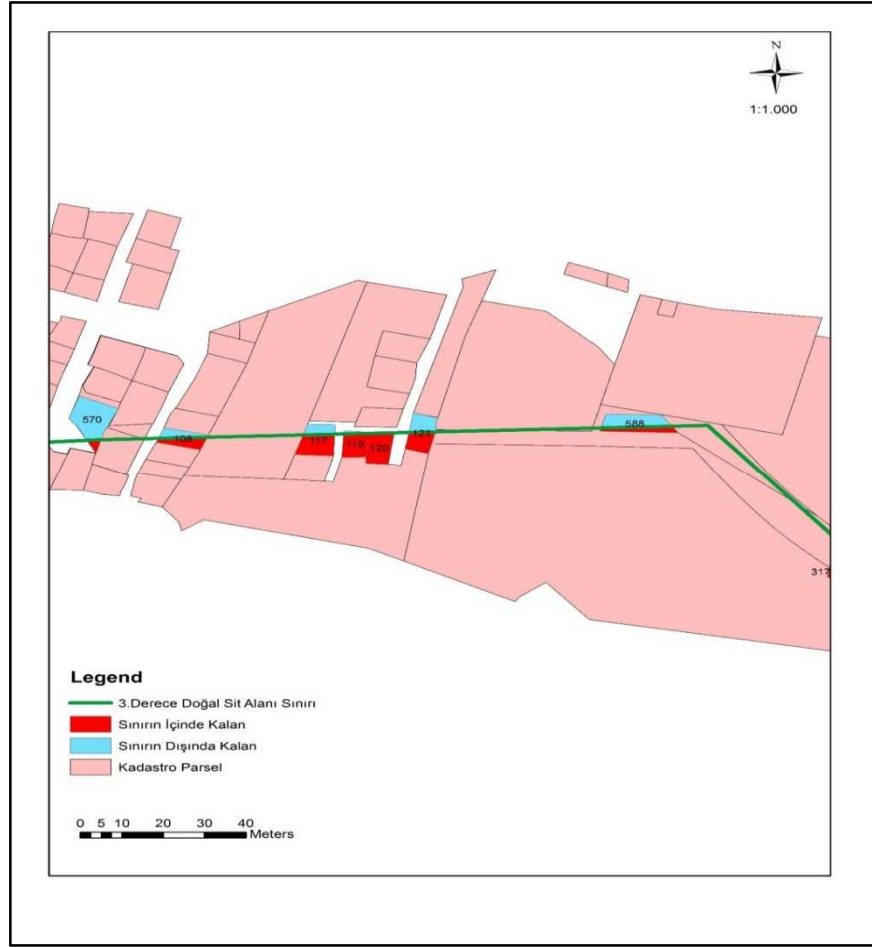 N
1:1.000
570
108
117
119
120
121
588
317
Legend
3.Derece Doğal Sit Alanı Sınırı
Sınırın İçinde Kalan
Sınırın Dışında Kalan
Kadastro Parsel
0 5 10 20 30 40
Meters